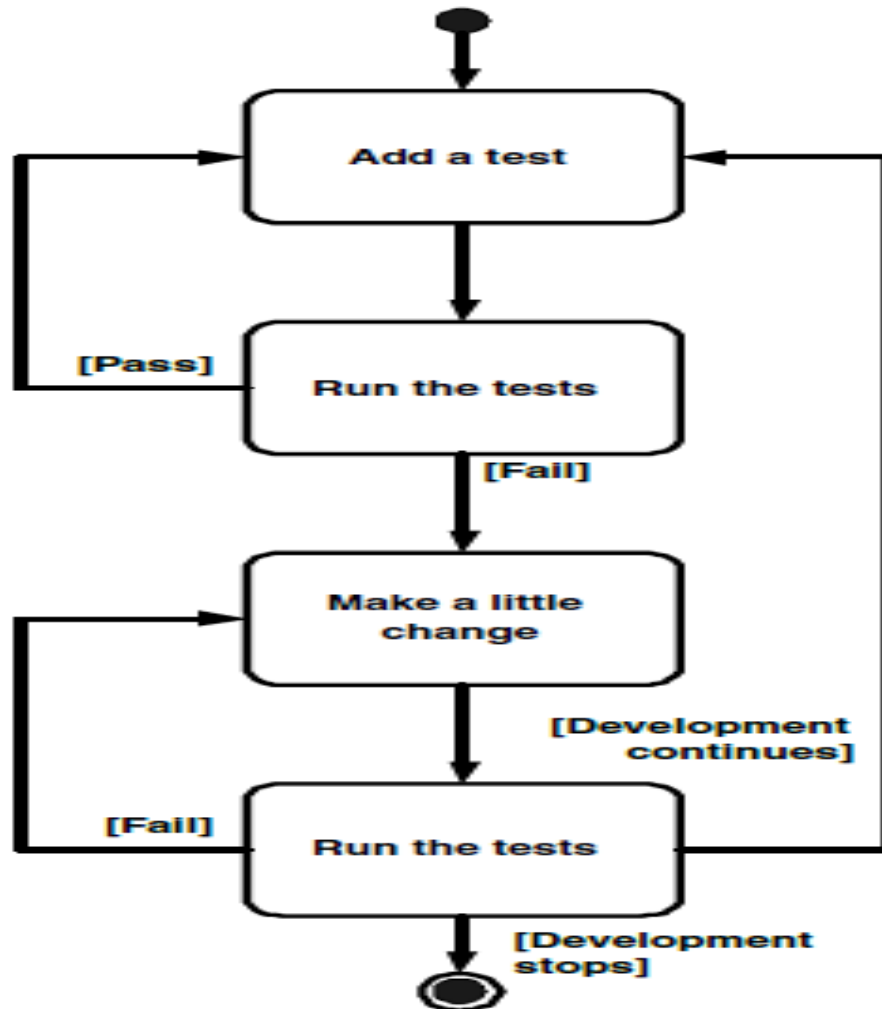 Add a test
[Pass]
Run the tests
[Fail]
Make a little
change
[Development
continues]
[Fail]
Run the tests
[Development
stops]